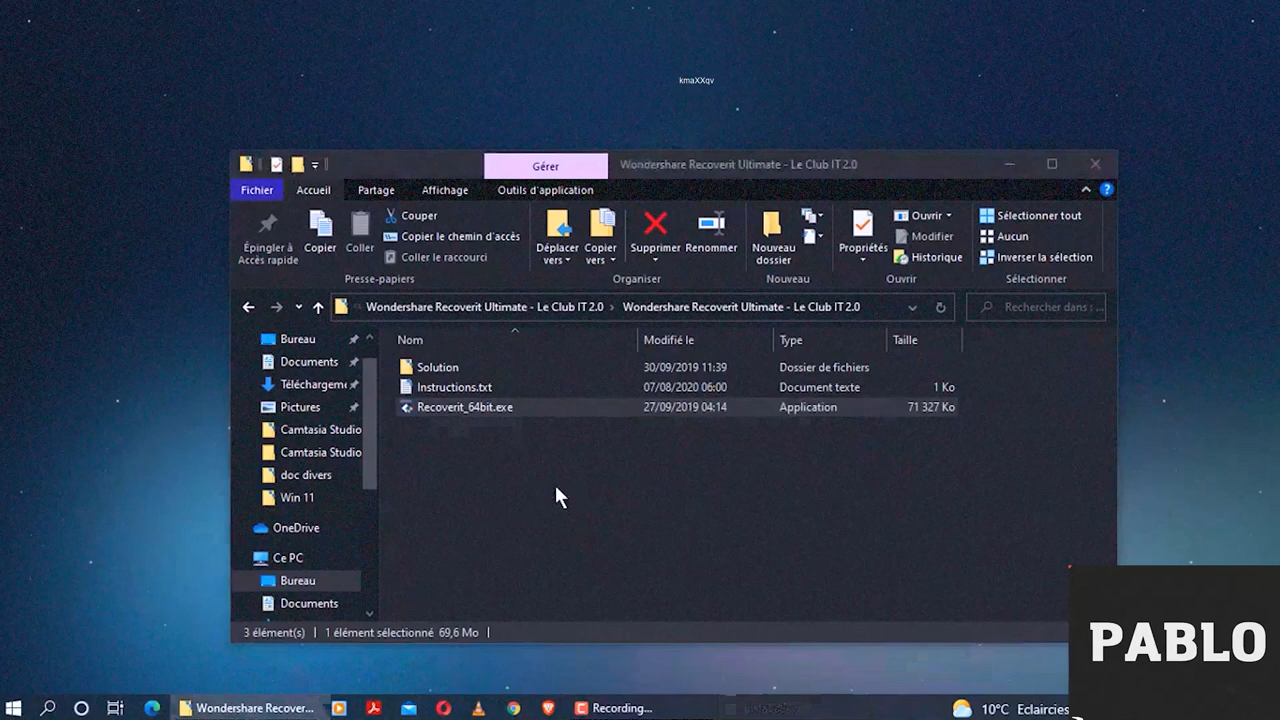 kmaXXqv
Gérer
Wondershare Recoverit Ultimate - Le Club IT 2.0
Fichier
Accueil
Partage
Affichage
Outils d'application
Épingler à
Accès rapide
Copier
Coller
Couper
Copier le chemin d'accès
Coller le raccourci
Presse-papiers
Déplacer
vers
Copier
vers
Supprimer
Renommer
Organiser
Nouveau
dossier
Nouveau
Propriétés
Ouvrir
Modifier
Historique
Ouvrir
Sélectionner tout
Aucun
Inverser la sélection
Sélectionner
Wondershare Recoverit Ultimate - Le Club IT 2.0 › Wondershare Recoverit Ultimate - Le Club IT 2.0
Rechercher dans : ...
Nom
Modifié le
Type
Taille
Solution
30/09/2019 11:39
Dossier de fichiers
Instructions.txt
07/08/2020 06:00
Document texte
1 Ko
Recoverit_64bit.exe
27/09/2019 04:14
Application
71 327 Ko
Bureau
Documents
Téléchargeme
Pictures
Camtasia Studio
Camtasia Studio
doc divers
Win 11
OneDrive
Ce PC
Bureau
Documents
3 élément(s)
1 élément sélectionné 69,6 Mo
PABLO
Wondershare Recover...
Recording...
10°C Eclaircies